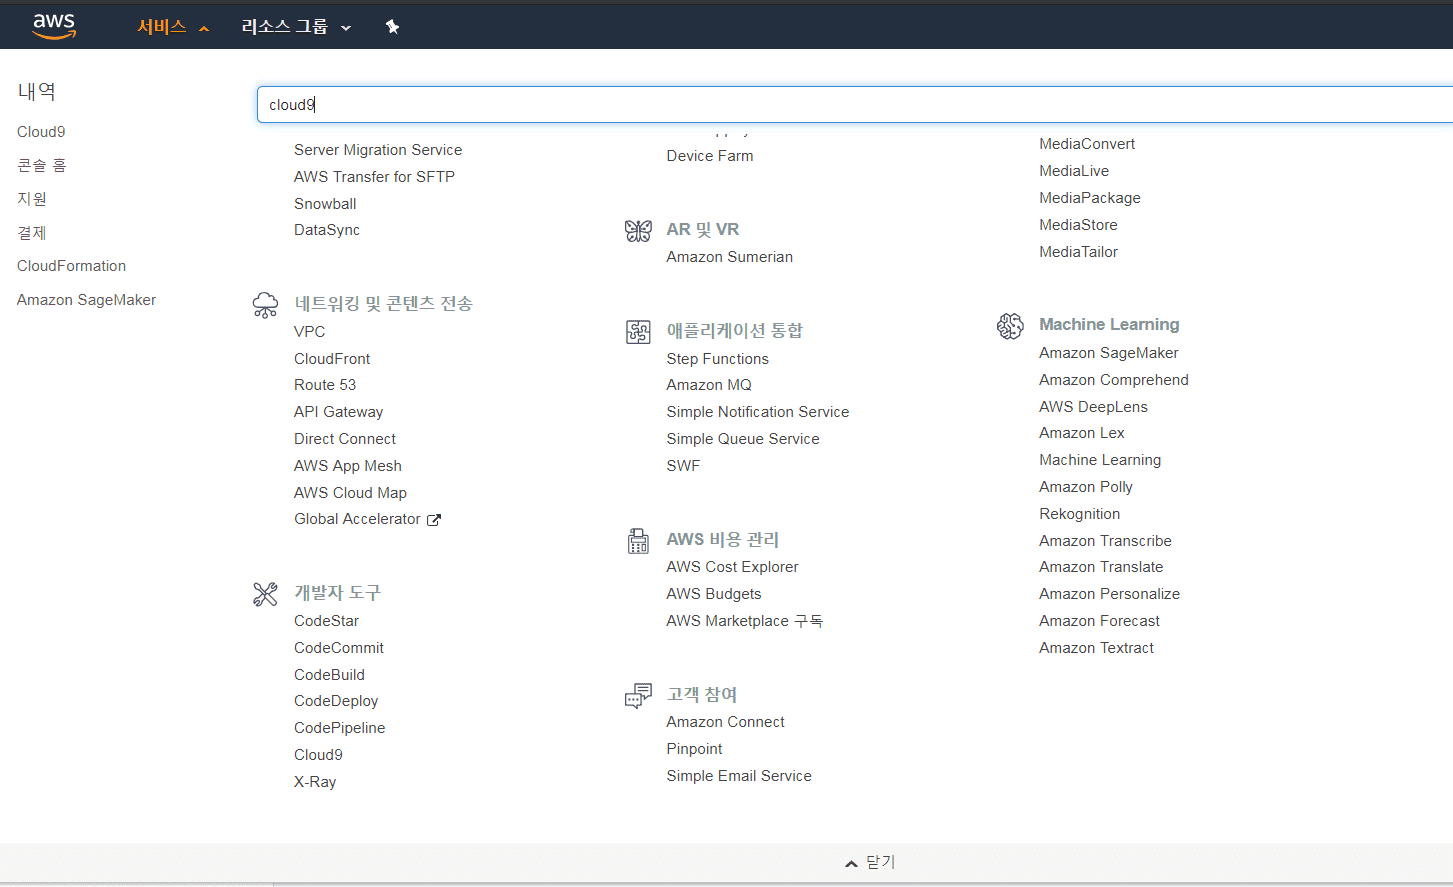 aws
서비스
리소스 그룹
내역
Cloud9
콘솔 홈
지원
결제
CloudFormation
Amazon SageMaker
cloud9
Server Migration Service
AWS Transfer for SFTP
Snowball
DataSync
네트워킹 및 콘텐츠 전송
VPC
CloudFront
Route 53
API Gateway
Direct Connect
AWS App Mesh
AWS Cloud Map
Global Accelerator
개발자 도구
CodeStar
CodeCommit
CodeBuild
CodeDeploy
CodePipeline
Cloud9
X-Ray
Device Farm
AR 및 VR
Amazon Sumerian
애플리케이션 통합
Step Functions
Amazon MQ
Simple Notification Service
Simple Queue Service
SWF
AWS 비용 관리
AWS Cost Explorer
AWS Budgets
AWS Marketplace 구독
고객 참여
Amazon Connect
Pinpoint
Simple Email Service
MediaConvert
MediaLive
MediaPackage
MediaStore
MediaTailor
Machine Learning
Amazon SageMaker
Amazon Comprehend
AWS DeepLens
Amazon Lex
Machine Learning
Amazon Polly
Rekognition
Amazon Transcribe
Amazon Translate
Amazon Personalize
Amazon Forecast
Amazon Textract
닫기